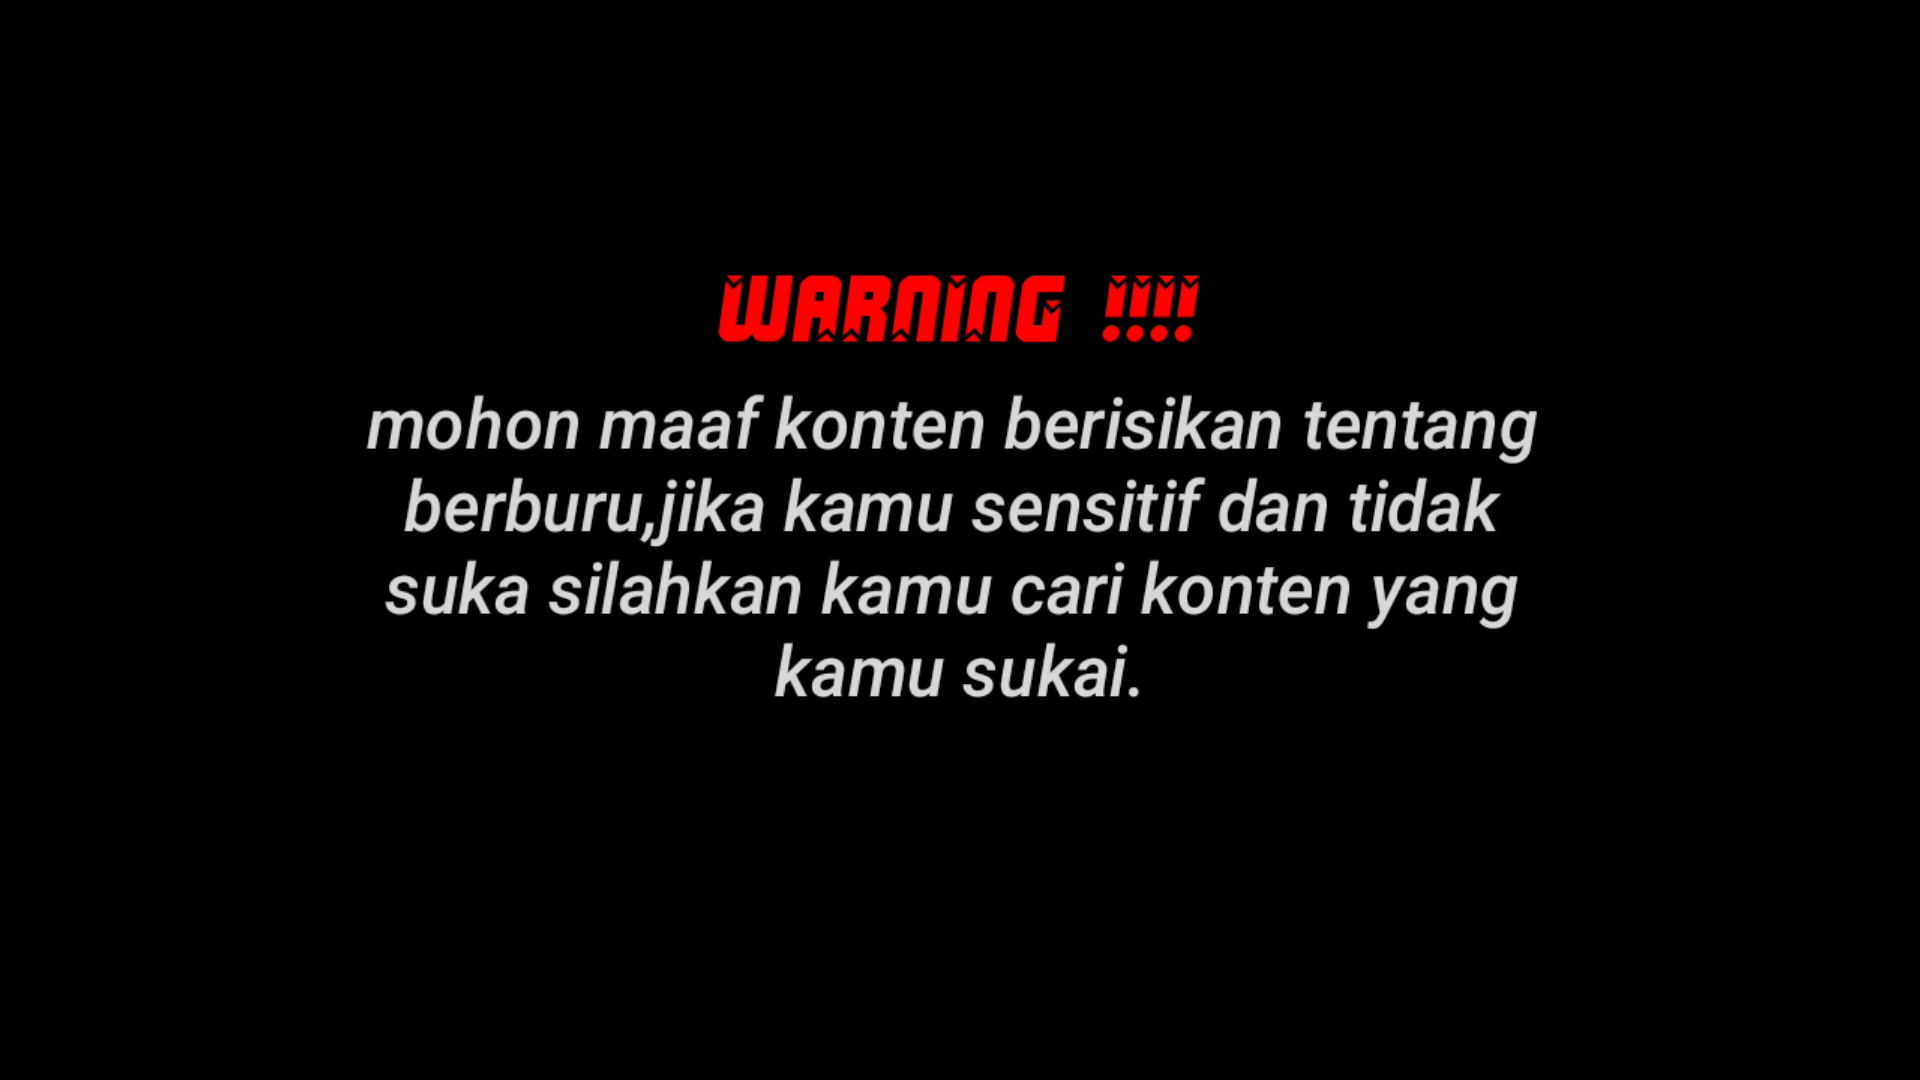 WARNING !!!!
mohon maaf konten berisikan tentang
berburu,jika kamu sensitif dan tidak
suka silahkan kamu cari konten yang
kamu sukai.